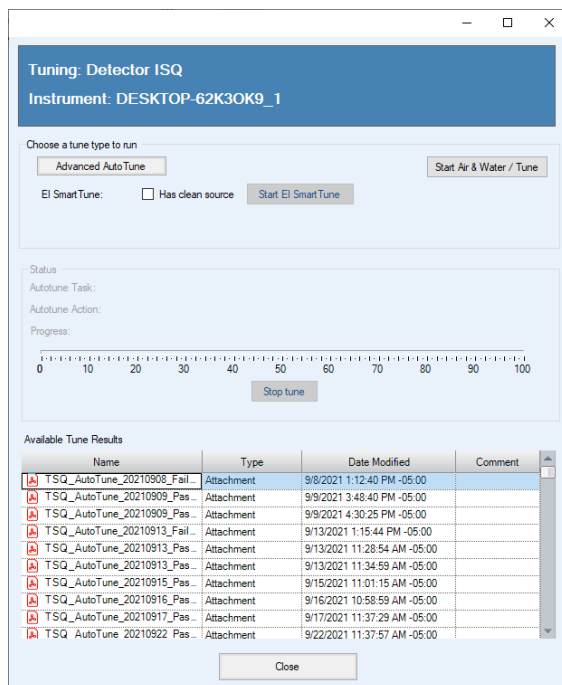 Tuning: Detector ISQ
Instrument: DESKTOP-62K3OK9_1
Choose a tune type to run
Advanced AutoTune
Start Air & Water / Tune
EI SmartTune:
Has clean source
Start EI SmartTune
Status
Autotune Task:
Autotune Action:
Progress:
0 10 20 30 40 50 60 70 80 90 100
Stop tune
Available Tune Results
Name Type Date Modified Comment
TSQ_AutoTune_20210908_Fail... Attachment 9/8/2021 1:12:40 PM -05:00
TSQ_AutoTune_20210909_Pas... Attachment 9/9/2021 3:48:40 PM -05:00
TSQ_AutoTune_20210909_Pas... Attachment 9/9/2021 4:30:25 PM -05:00
TSQ_AutoTune_20210913_Fail... Attachment 9/13/2021 1:15:44 PM -05:00
TSQ_AutoTune_20210913_Pas... Attachment 9/13/2021 11:28:54 AM -05:00
TSQ_AutoTune_20210913_Pas... Attachment 9/13/2021 11:34:59 AM -05:00
TSQ_AutoTune_20210915_Pas... Attachment 9/15/2021 11:01:15 AM -05:00
TSQ_AutoTune_20210916_Pas... Attachment 9/16/2021 10:58:59 AM -05:00
TSQ_AutoTune_20210917_Pas... Attachment 9/17/2021 11:37:29 AM -05:00
TSQ_AutoTune_20210922_Pas... Attachment 9/22/2021 11:37:57 AM -05:00
Close